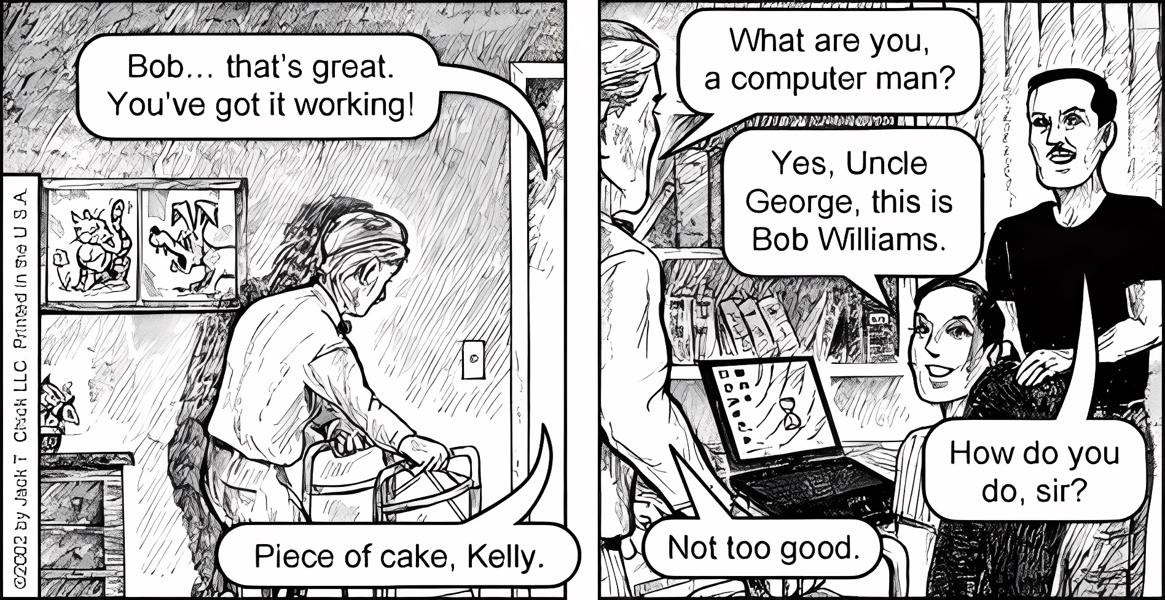 Bob... that's great.
You've got it working!
Piece of cake, Kelly.
©2002 by Jack T Chick LLC Printed in the U S A
What are you,
a computer man?
Yes, Uncle
George, this is
Bob Williams.
How do you
do, sir?
Not too good.